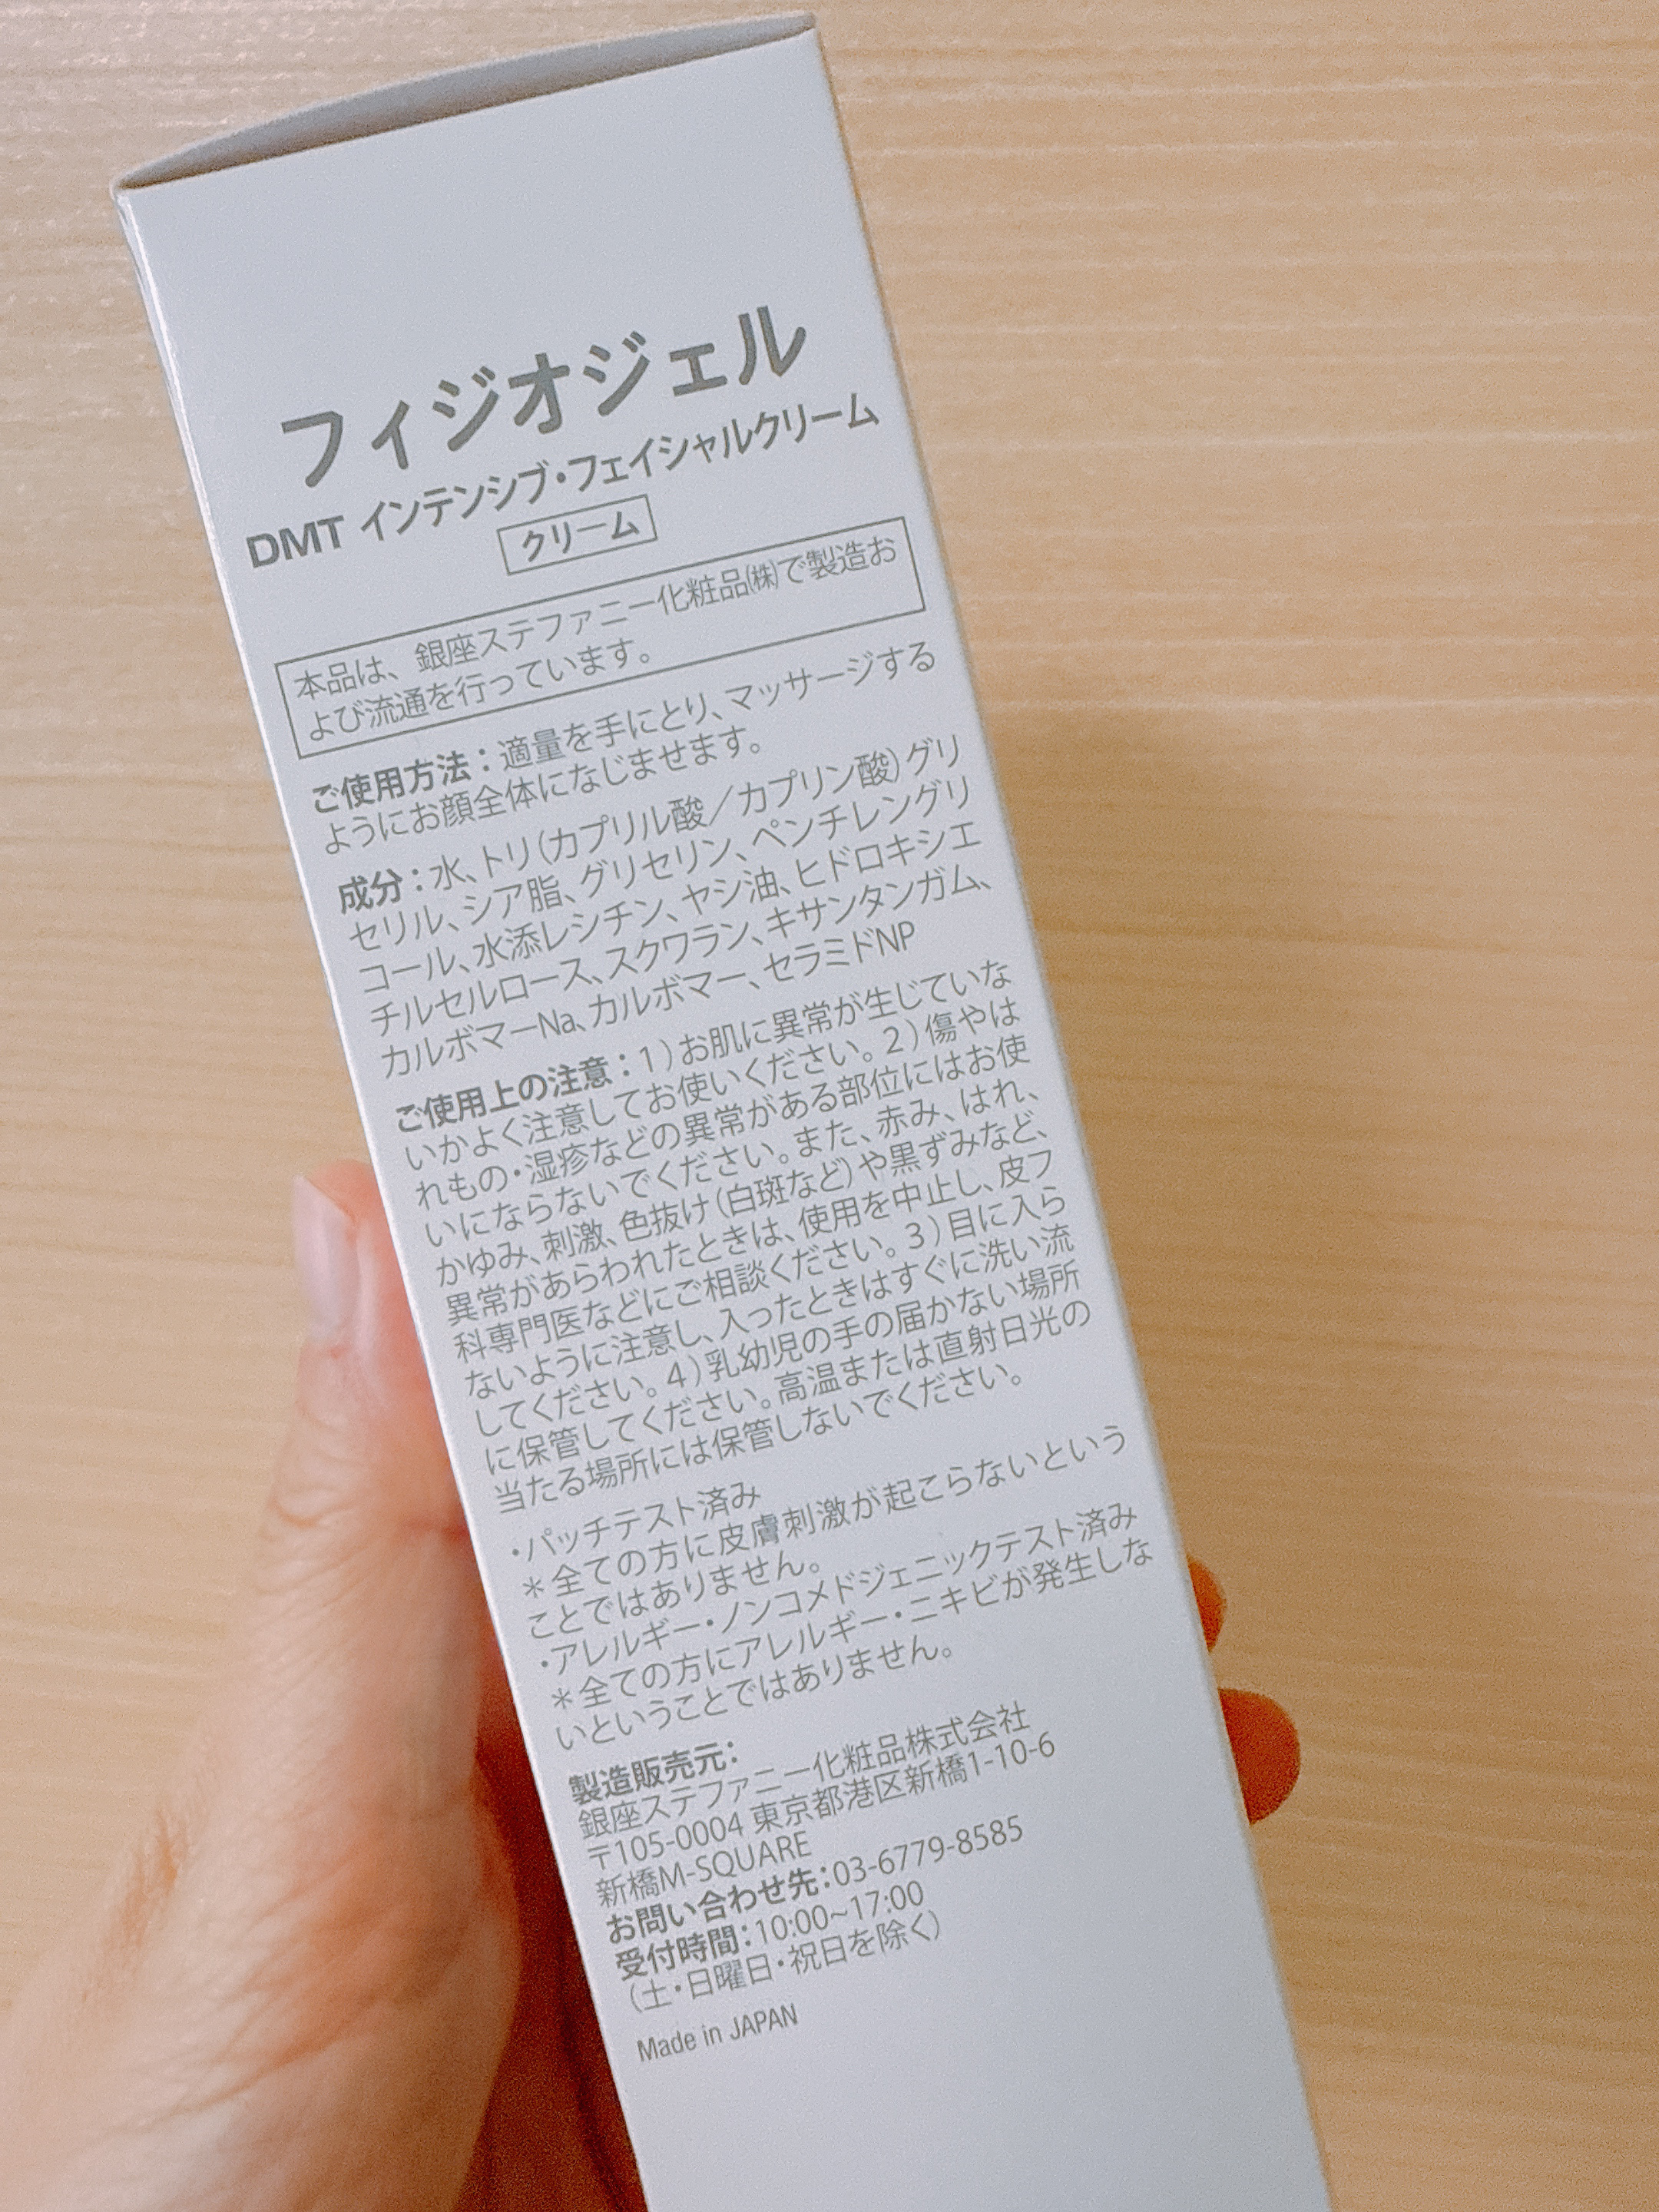 フィジオジェル
DMT インテンシブ・フェイシャルクリーム
クリーム
本品は、銀座ステファニー化粧品㈱で製造お
よび流通を行っています。
ご使用方法：適量を手にとり、マッサージする
ようにお顔全体になじませます。
成分：水、トリ（カプリル酸／カプリン酸）グリ
セリル、シア脂、グリセリン、ペンチレングリ
コール、水添レシチン、ヤシ油、ヒドロキシエ
チルセルロース、スクワラン、キサンタンガム、
カルボマーNa、カルボマー、セラミドNP
ご使用上の注意：1）お肌に異常が生じていな
いかよく注意してお使いください。2）傷やは
れもの・湿疹などの異常がある部位にはお使
いにならないでください。また、赤み、はれ、
かゆみ、刺激、色抜け（白斑など）や黒ずみなど、
異常があらわれたときは、使用を中止し、皮フ
科専門医などにご相談ください。3）目に入ら
ないように注意し、入ったときはすぐに洗い流
してください。4）乳幼児の手の届かない場所
に保管してください。高温または直射日光の
当たる場所には保管しないでください。
・パッチテスト済み
＊全ての方に皮膚刺激が起こらないという
ことではありません。
・アレルギー・ノンコメドジェニックテスト済み
＊全ての方にアレルギー・ニキビが発生しな
いということではありません。
製造販売元：
銀座ステファニー化粧品株式会社
〒105-0004 東京都港区新橋1-10-6
新橋M-SQUARE
お問い合わせ先：03-6779-8585
受付時間：10:00~17:00
（土・日曜日・祝日を除く）
Made in JAPAN